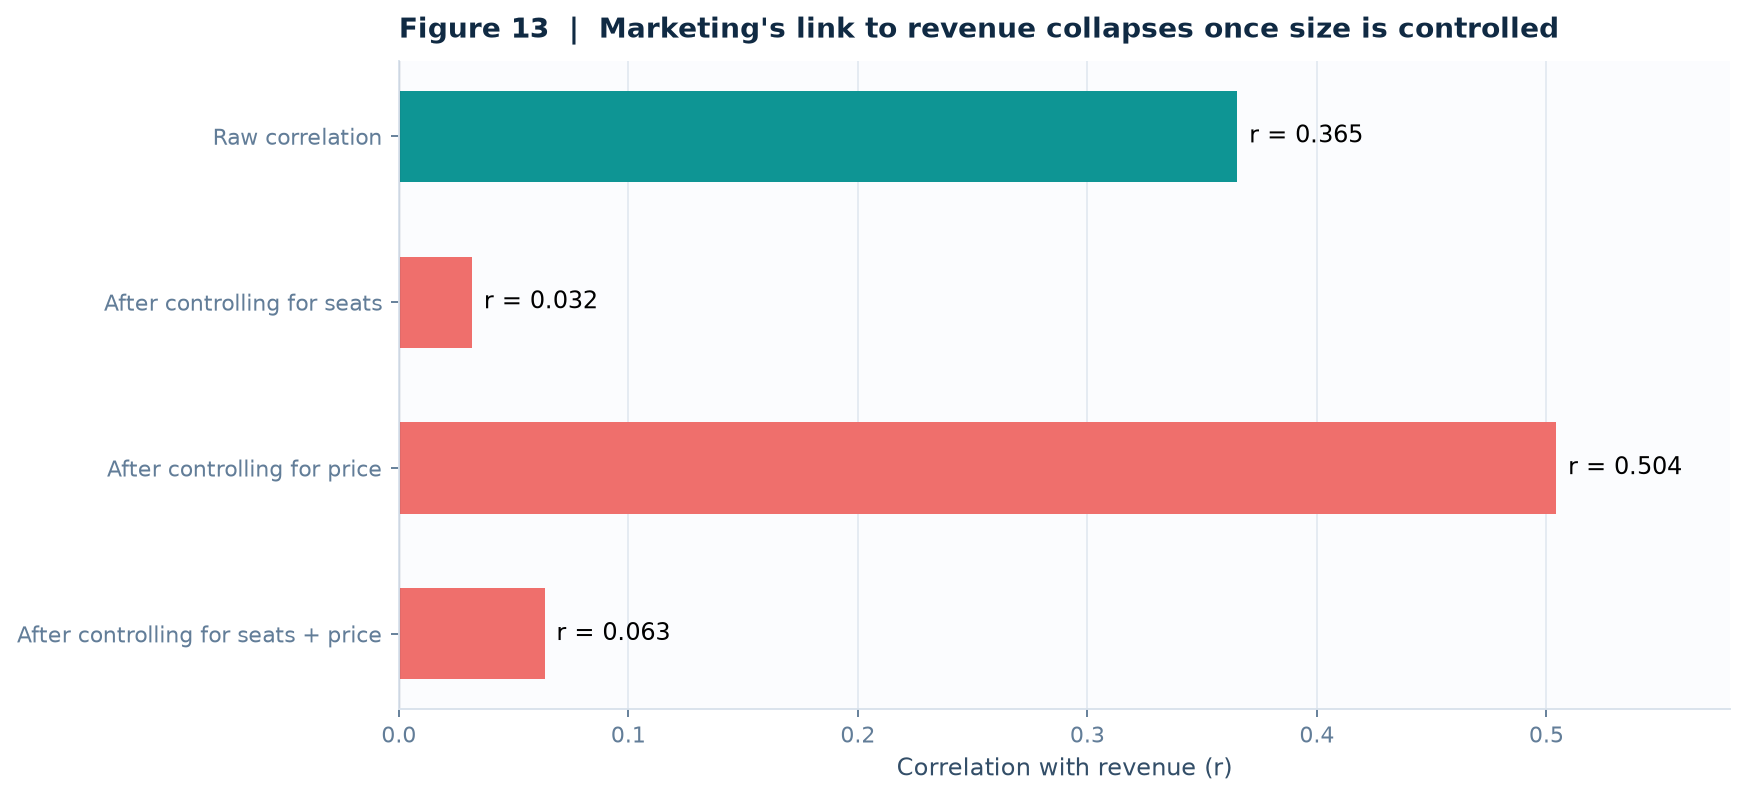 Figure 13 | Marketing's link to revenue collapses once size is controlled
Raw correlation
r = 0.365
After controlling for seats
r = 0.032
After controlling for price
r = 0.504
After controlling for seats + price
r = 0.063
0.0 0.1 0.2 0.3 0.4 0.5
Correlation with revenue (r)